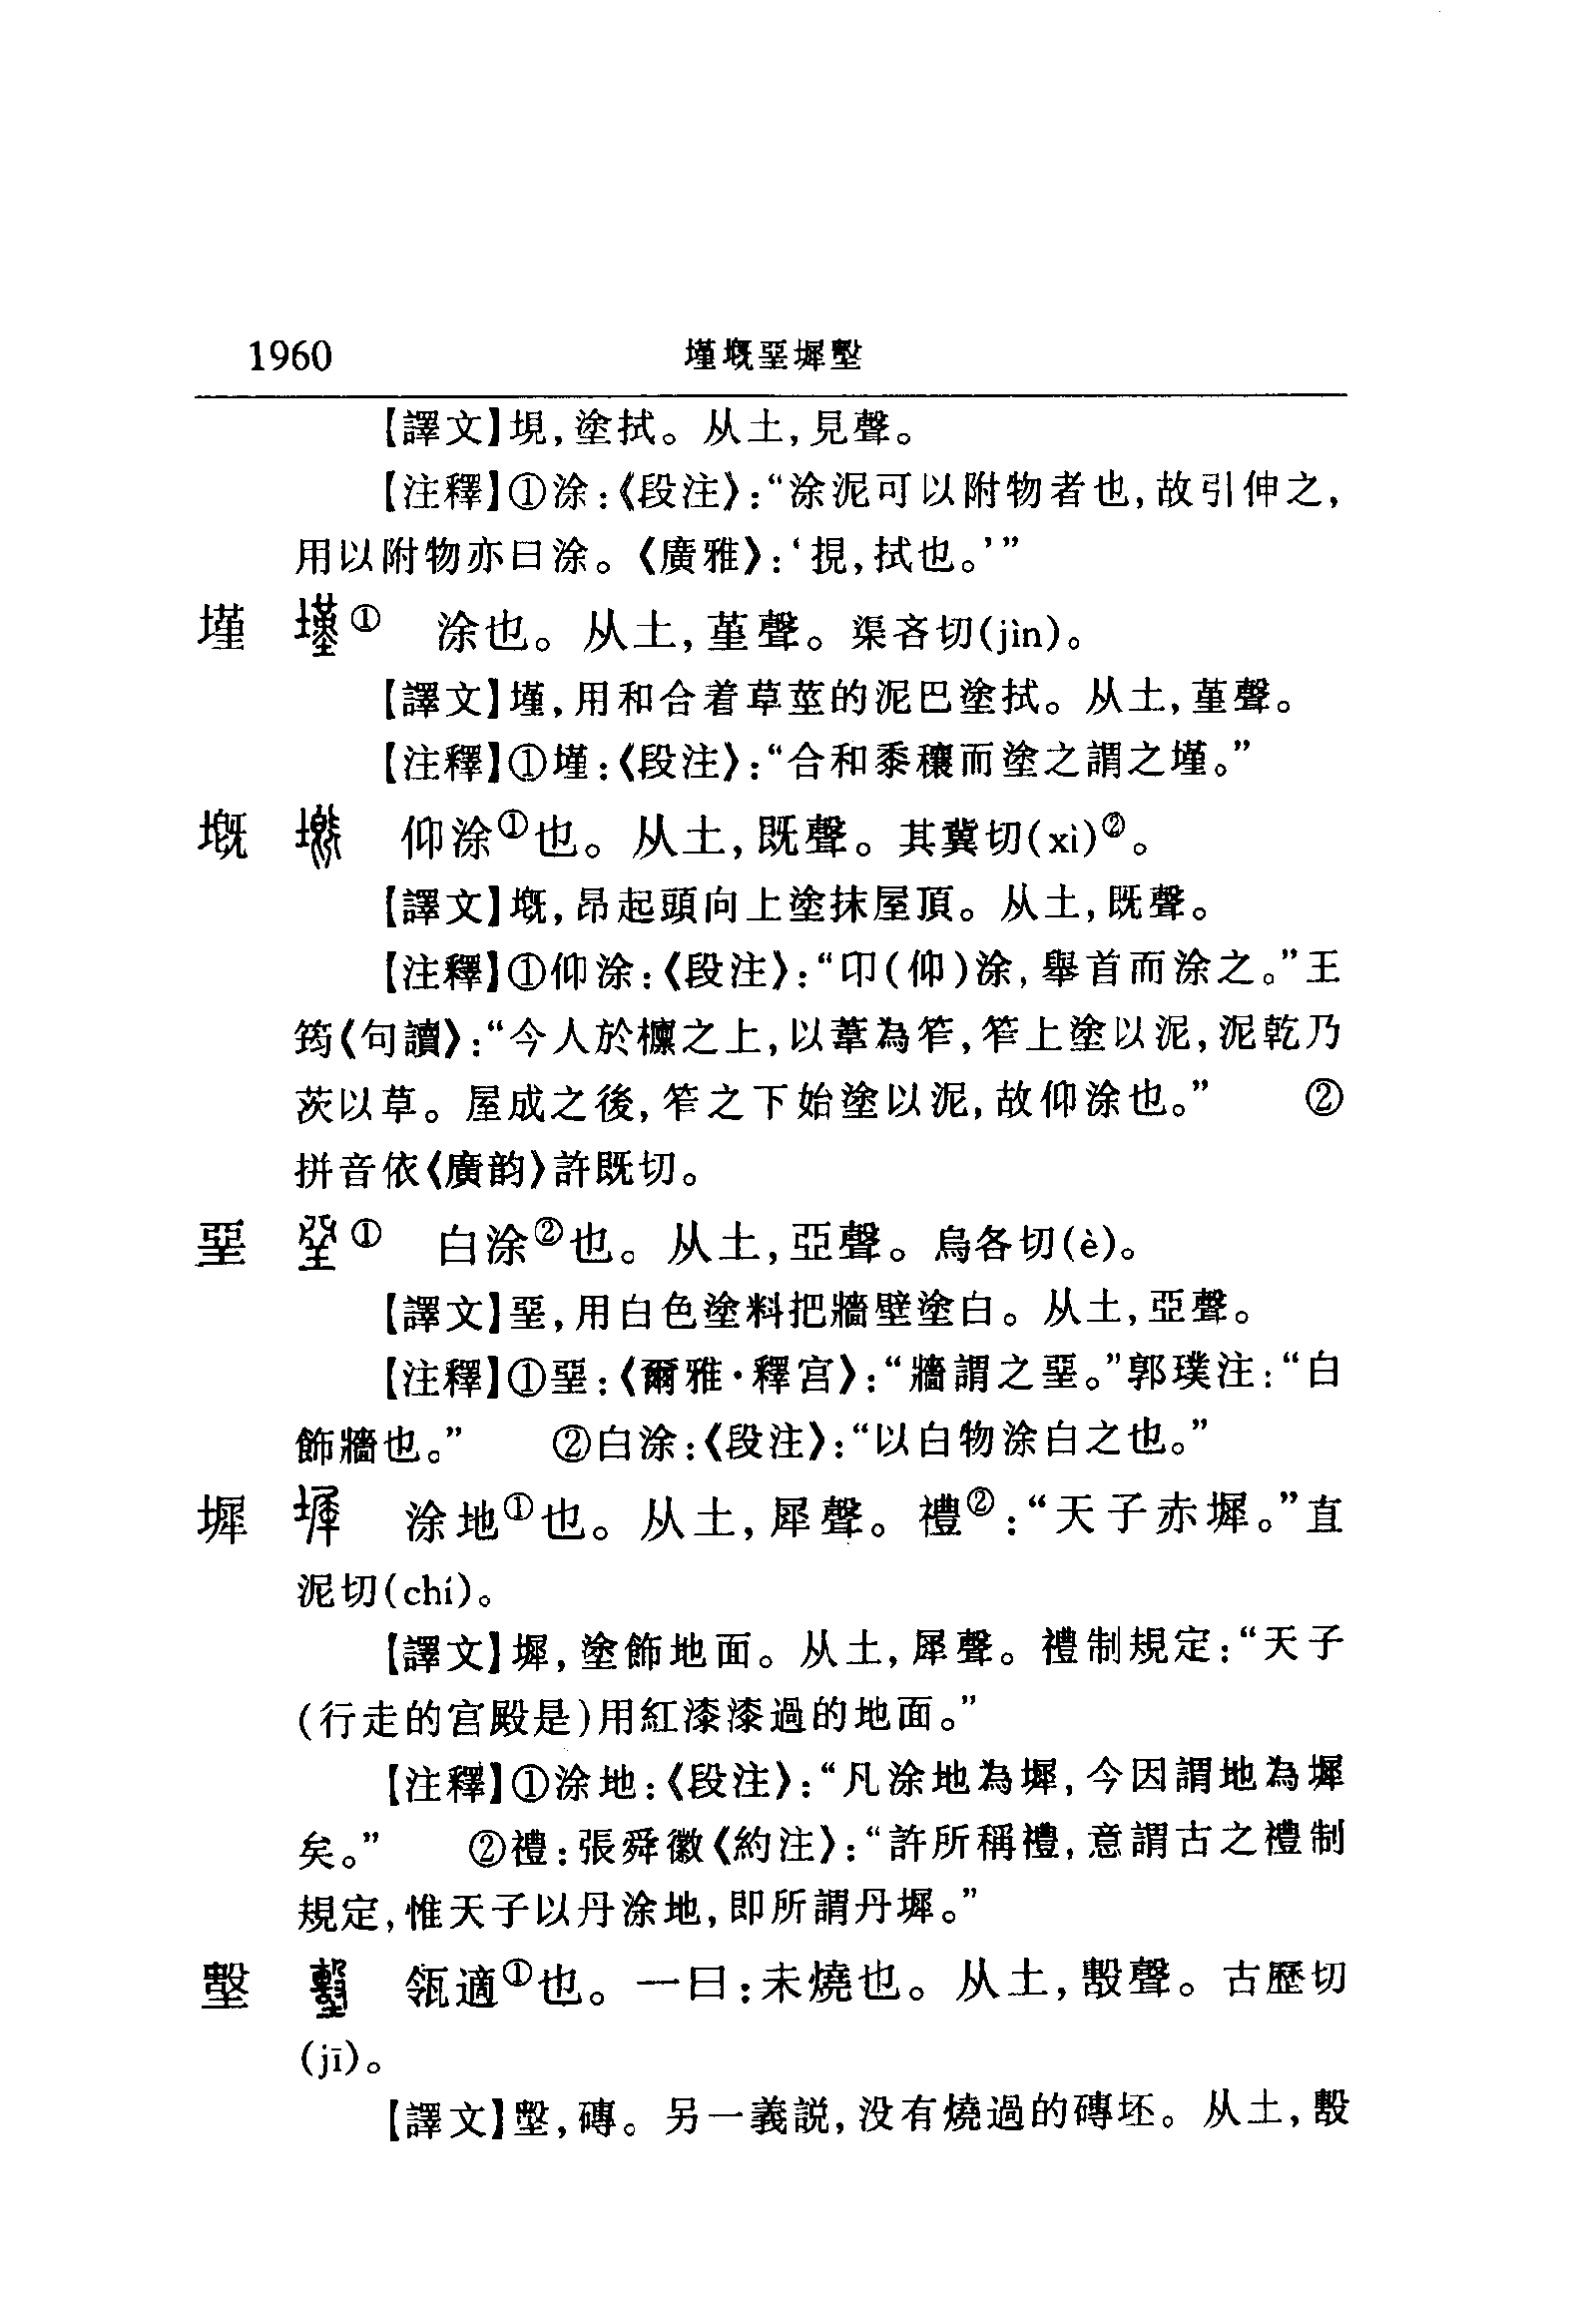 1960 墐墍堊墀墼
【譯文】垷,塗拭。从土,見聲。
【注釋】①涂:《段注》:“涂泥可以附物者也,故引伸之,
用以附物亦曰涂。《廣雅》:‘挸,拭也。’”
墐 ① 涂也。从土,堇聲。渠吝切(jìn)。
【譯文】墐,用和合着草莖的泥巴塗拭。从土,堇聲。
【注釋】①墐:《段注》:“合和黍穰而塗之謂之墐。”
墍 仰涂①也。从土,既聲。其冀切(xì)②。
【譯文】墍,昂起頭向上塗抹屋頂。从土,既聲。
【注釋】①仰涂:《段注》:“卬(仰)涂,舉首而涂之。”王
筠《句讀》:“今人於檁之上,以葦為笮,笮上塗以泥,泥乾乃
茨以草。屋成之後,笮之下始塗以泥,故仰涂也。” ②
拼音依《廣韵》許既切。
堊 ① 白涂②也。从土,亞聲。烏各切(è)。
【譯文】堊,用白色塗料把牆壁塗白。从土,亞聲。
【注釋】①堊:《爾雅·釋宫》:“牆謂之堊。”郭璞注:“白
飾牆也。” ②白涂:《段注》:“以白物涂白之也。”
墀 涂地①也。从土,犀聲。禮②:“天子赤墀。”直
泥切(chí)。
【譯文】墀,塗飾地面。从土,犀聲。禮制規定:“天子
(行走的宫殿是)用紅漆漆過的地面。”
【注釋】①涂地:《段注》:“凡涂地為墀,今因謂地為墀
矣。” ②禮:張舜徽《約注》:“許所稱禮,意謂古之禮制
規定,惟天子以丹涂地,即所謂丹墀。”
墼 瓴適①也。一曰:未燒也。从土,毄聲。古歷切
(jī)。
【譯文】墼,磚。另一義説,没有燒過的磚坯。从土,毄